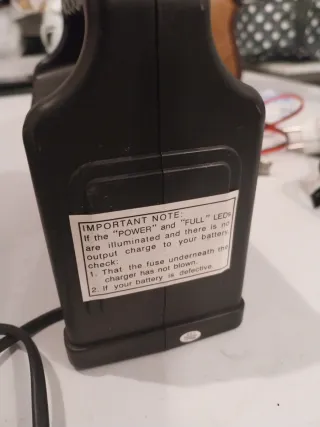 IMPORTANT NOTE:
If the "POWER" and "FULL" LEDs
are illuminated and there is no
output charge to your battery
check:
1. That the fuse underneath the
charger has not blown.
2. If your battery is defective.